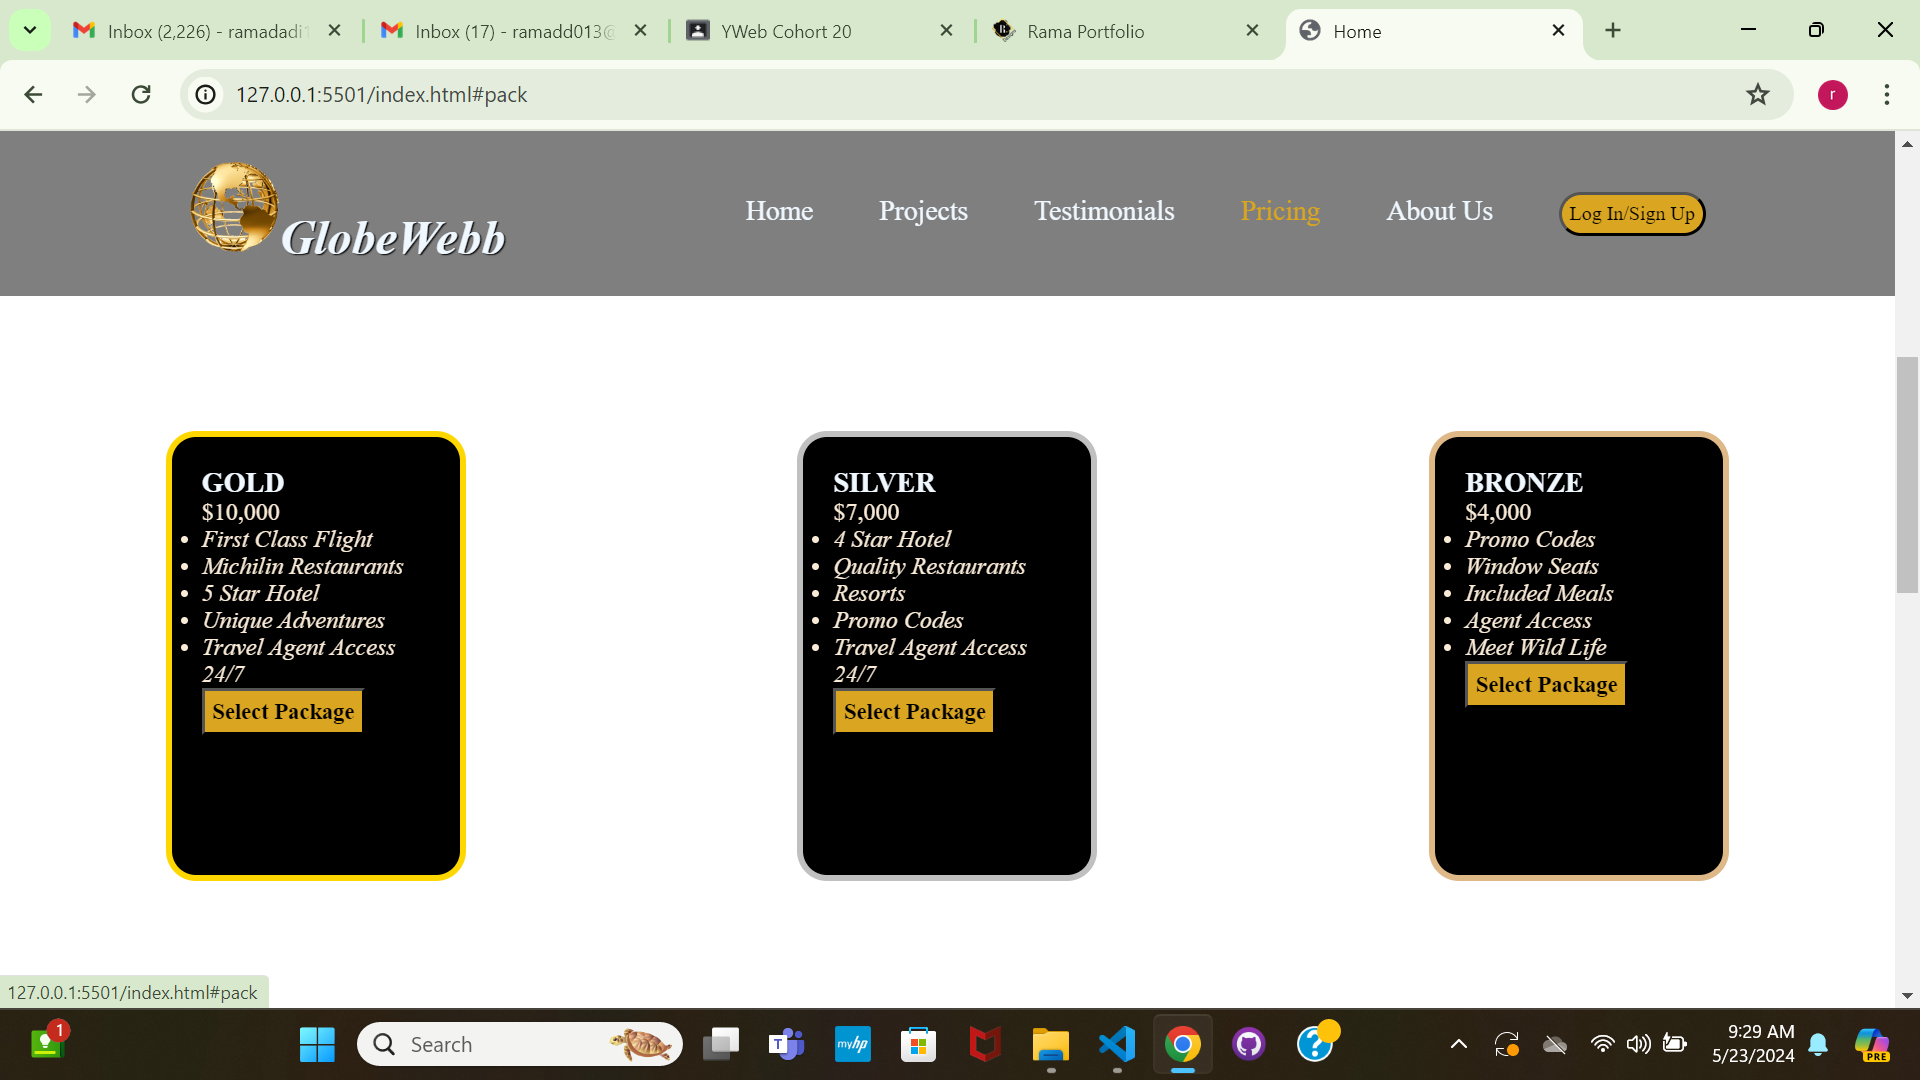 Inbox (2,226) - ramadadi
Inbox (17) - ramadd013@
YWeb Cohort 20
Rama Portfolio
Home
127.0.0.1:5501/index.html#pack
r
GlobeWebb
Home
Projects
Testimonials
Pricing
About Us
Log In/Sign Up
GOLD
$10,000
First Class Flight
Michilin Restaurants
5 Star Hotel
Unique Adventures
Travel Agent Access
24/7
Select Package
SILVER
$7,000
4 Star Hotel
Quality Restaurants
Resorts
Promo Codes
Travel Agent Access
24/7
Select Package
BRONZE
$4,000
Promo Codes
Window Seats
Included Meals
Agent Access
Meet Wild Life
Select Package
127.0.0.1:5501/index.html#pack
1
Search
T
myhp
?
9:29 AM
5/23/2024
PRE